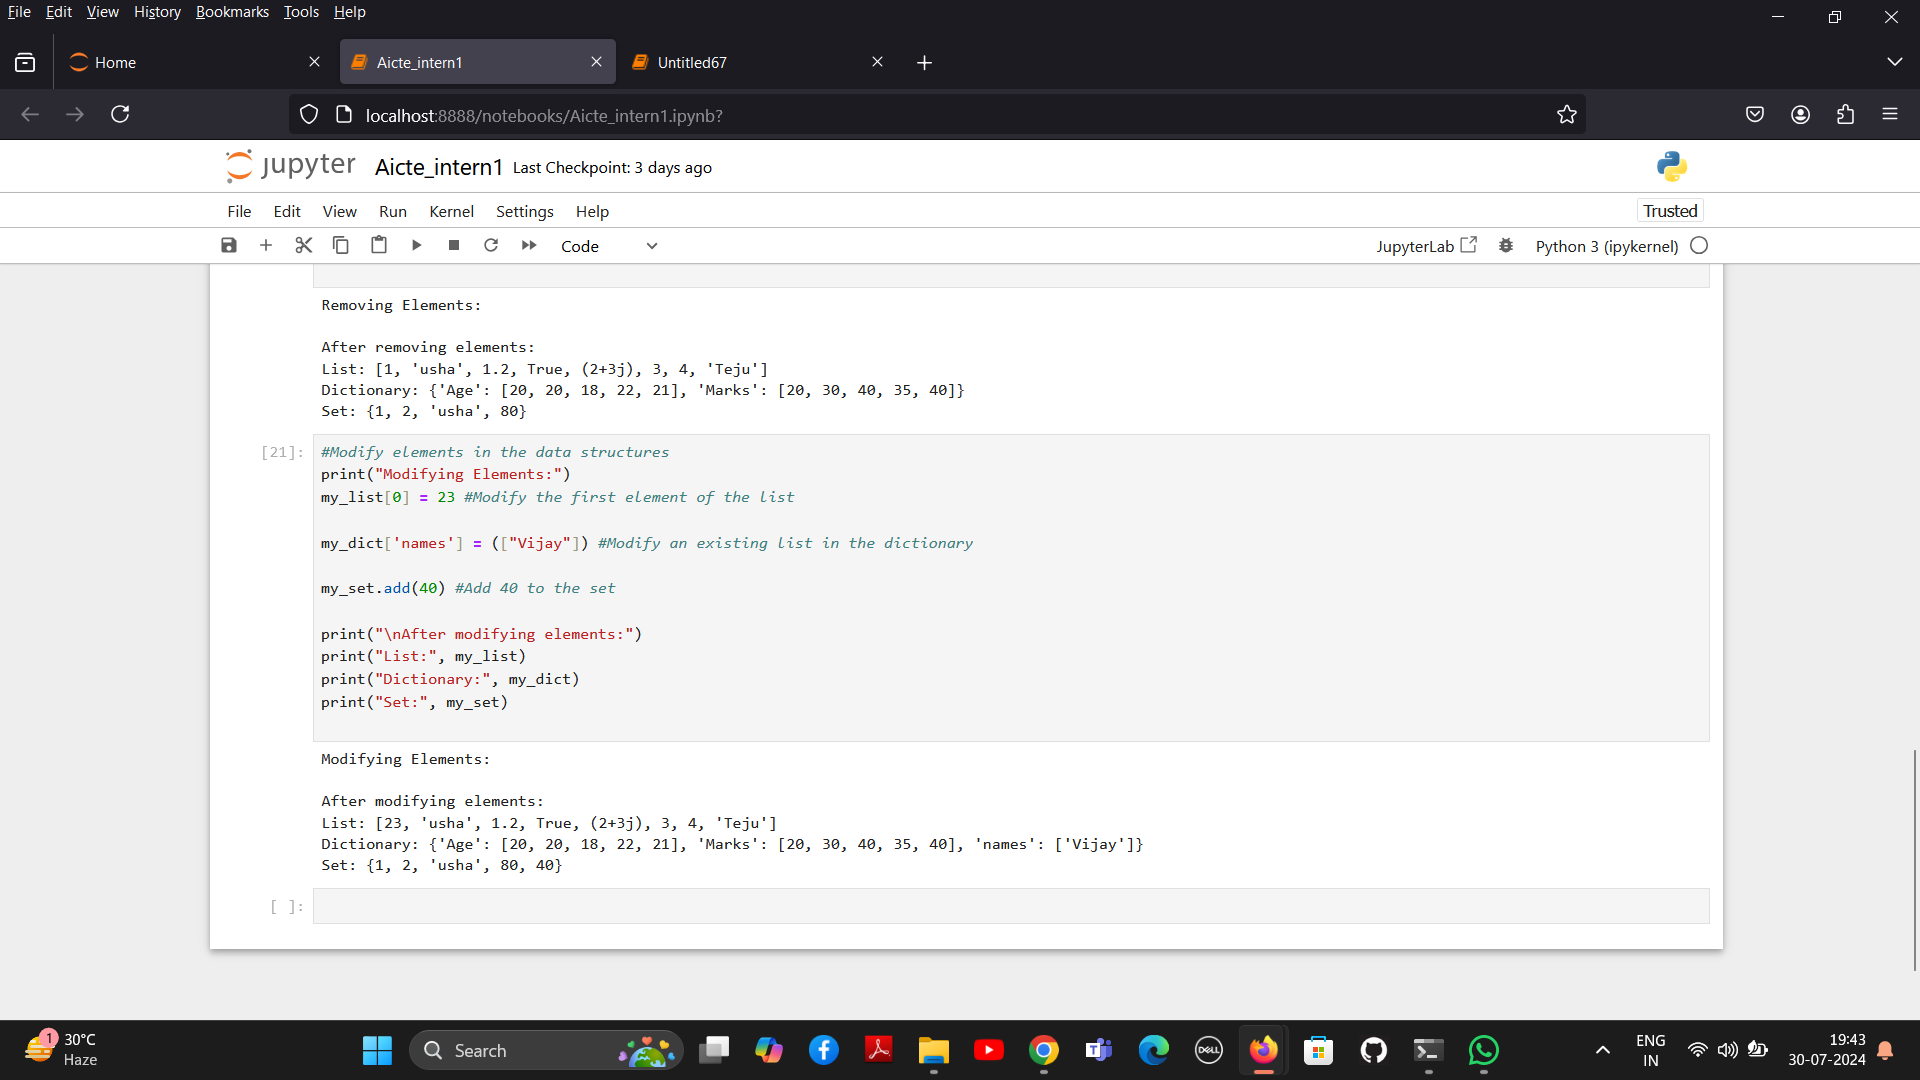 File Edit View History Bookmarks Tools Help
Home Aicte_intern1 Untitled67
localhost:8888/notebooks/Aicte_intern1.ipynb?
jupyter Aicte_intern1 Last Checkpoint: 3 days ago
File Edit View Run Kernel Settings Help Trusted
Code JupyterLab Python 3 (ipykernel)
Removing Elements:
After removing elements:
List: [1, 'usha', 1.2, True, (2+3j), 3, 4, 'Teju']
Dictionary: {'Age': [20, 20, 18, 22, 21], 'Marks': [20, 30, 40, 35, 40]}
Set: {1, 2, 'usha', 80}
[21]: #Modify elements in the data structures
print("Modifying Elements:")
my_list[0] = 23 #Modify the first element of the list
my_dict['names'] = (["Vijay"]) #Modify an existing list in the dictionary
my_set.add(40) #Add 40 to the set
print("\nAfter modifying elements:")
print("List:", my_list)
print("Dictionary:", my_dict)
print("Set:", my_set)
Modifying Elements:
After modifying elements:
List: [23, 'usha', 1.2, True, (2+3j), 3, 4, 'Teju']
Dictionary: {'Age': [20, 20, 18, 22, 21], 'Marks': [20, 30, 40, 35, 40], 'names': ['Vijay']}
Set: {1, 2, 'usha', 80, 40}
[ ]:
1 30°C
Haze
Search
DELL
ENG
IN
19:43
30-07-2024